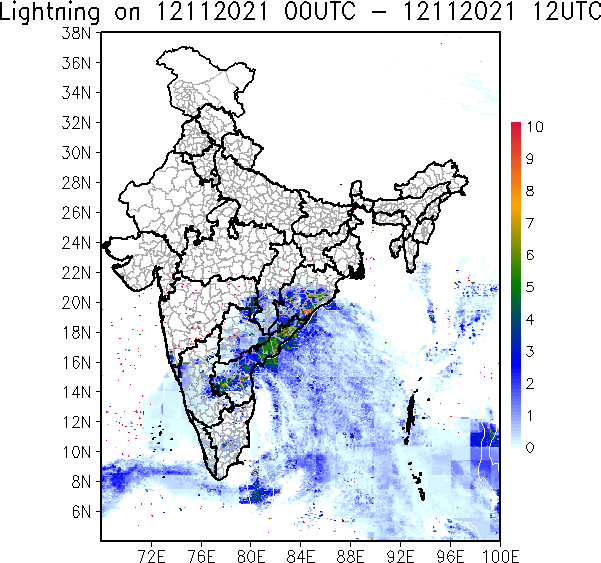 Lightning on 12112021 00UTC – 12112021 12UTC
38N
36N
34N
32N
30N
28N
26N
24N
22N
20N
18N
16N
14N
12N
10N
8N
6N
72E 76E 80E 84E 88E 92E 96E 100E
10
9
8
7
6
5
4
3
2
1
0